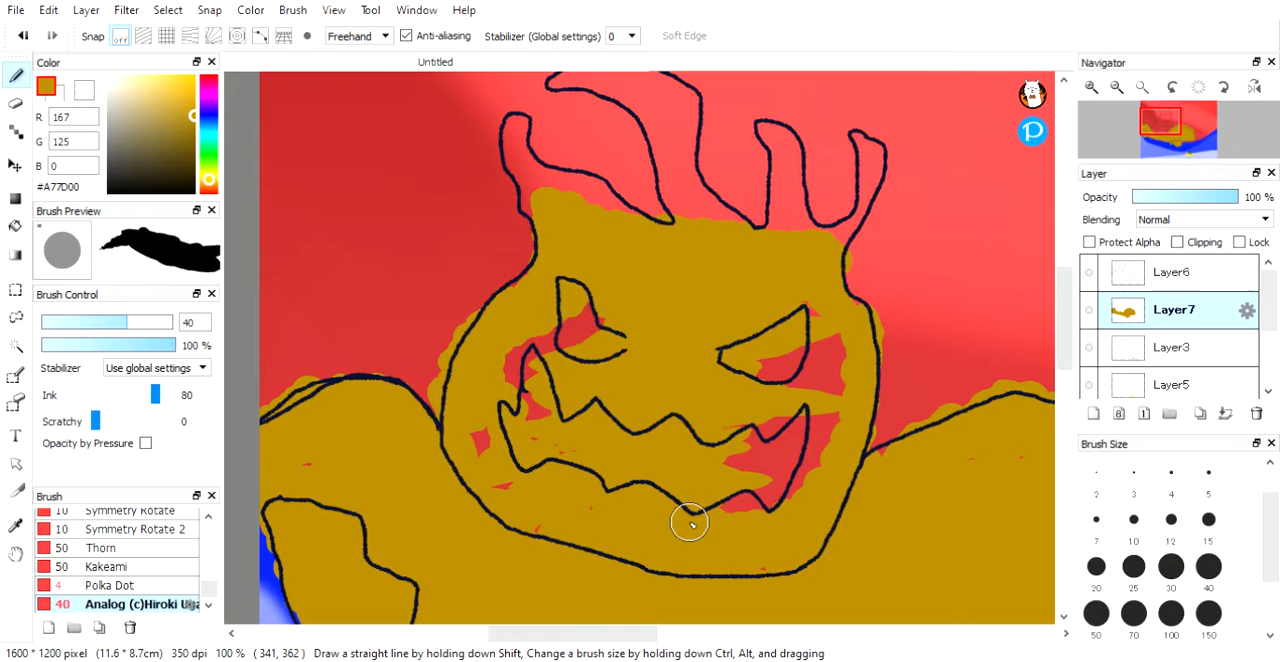 File Edit Layer Filter Select Snap Color Brush View Tool Window Help
Snap off Freehand Anti-aliasing Stabilizer (Global settings) 0 Soft Edge
Color
R 167
G 125
B 0
#A77D00
Brush Preview
Brush Control
40
100 %
Stabilizer Use global settings
Ink 80
Scratchy 0
Opacity by Pressure
Brush
10 Symmetry Rotate
10 Symmetry Rotate 2
50 Thorn
50 Kakeami
4 Polka Dot
40 Analog (c)Hiroki
Untitled
P
Navigator
Layer
Opacity 100 %
Blending Normal
Protect Alpha Clipping Lock
Layer6
Layer7
Layer3
Layer5
8 1
Brush Size
2 3 4 5
7 10 12 15
20 25 30 40
50 70 100 150
1600 * 1200 pixel (11.6 * 8.7cm) 350 dpi 100 % ( 341, 362 ) Draw a straight line by holding down Shift, Change a brush size by holding down Ctrl, Alt, and dragging